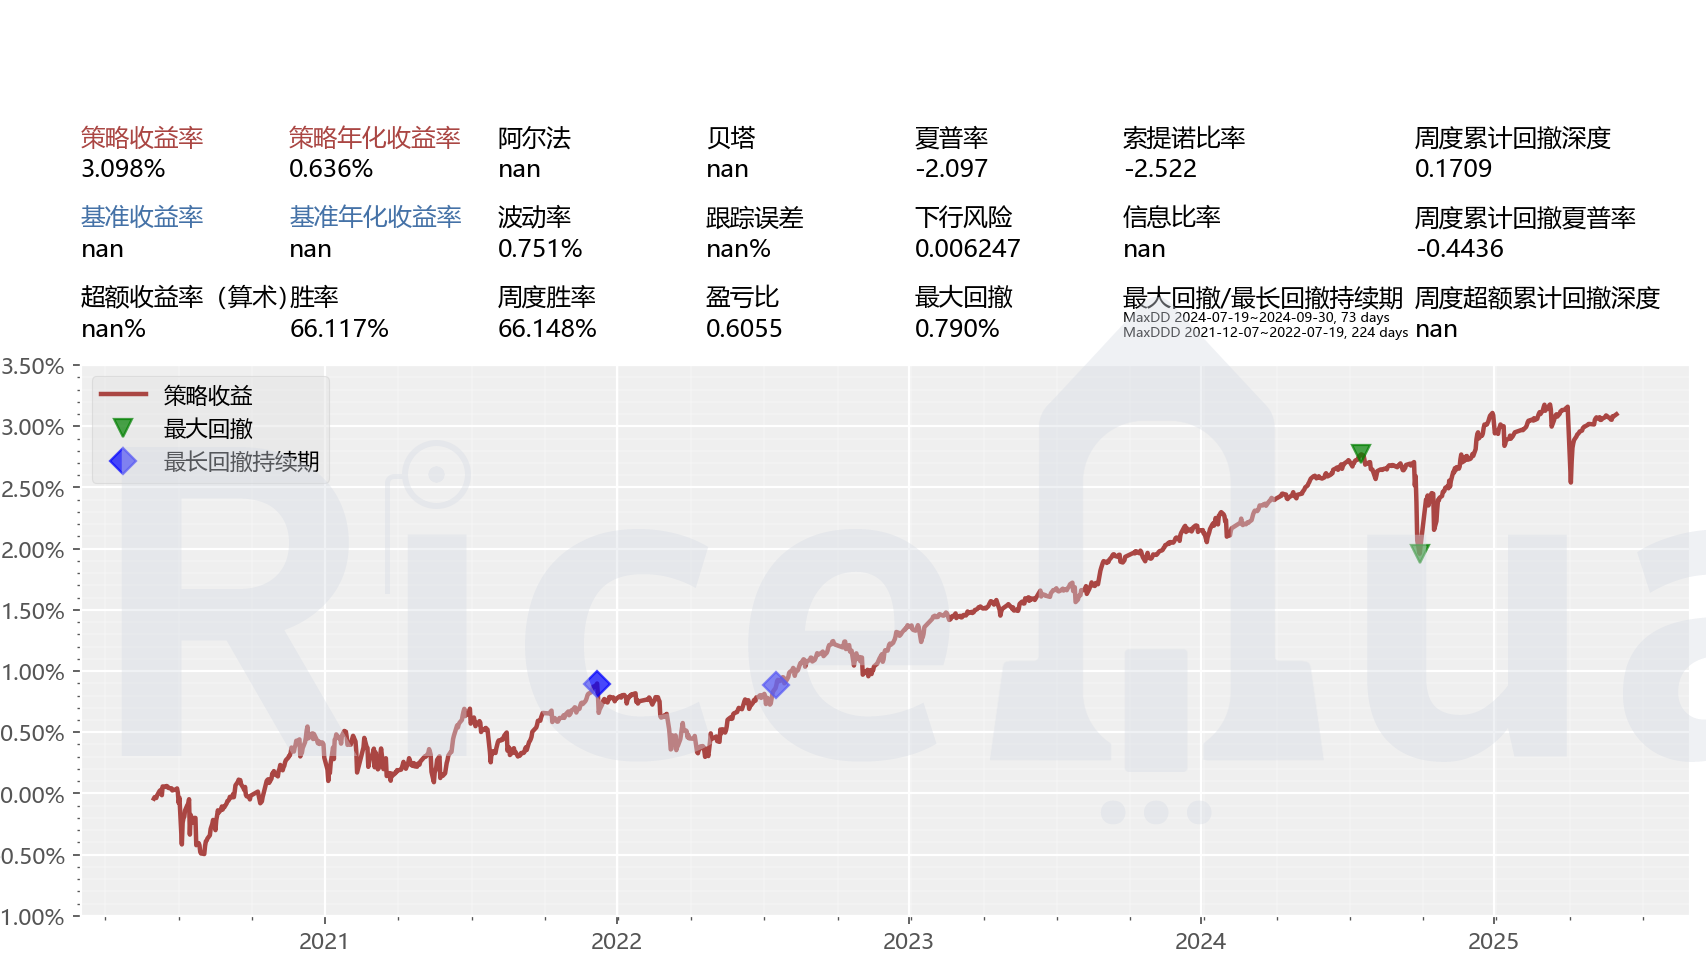 策略收益率 策略年化收益率 阿尔法 贝塔 夏普率 索提诺比率 周度累计回撤深度
3.098% 0.636% nan nan -2.097 -2.522 0.1709
基准收益率 基准年化收益率 波动率 跟踪误差 下行风险 信息比率 周度累计回撤夏普率
nan nan 0.751% nan% 0.006247 nan -0.4436
超额收益率（算术） 胜率 周度胜率 盈亏比 最大回撤 最大回撤/最长回撤持续期 周度超额累计回撤深度
MaxDD 2024-07-19~2024-09-30, 73 days
nan% 66.117% 66.148% 0.6055 0.790% MaxDDD 2021-12-07~2022-07-19, 224 days nan
3.50%
策略收益
3.00%
最大回撤
最长回撤持续期
2.50%
2.00%
1.50%
1.00%
0.50%
0.00%
0.50%
1.00%
2021 2022 2023 2024 2025
Rice ua